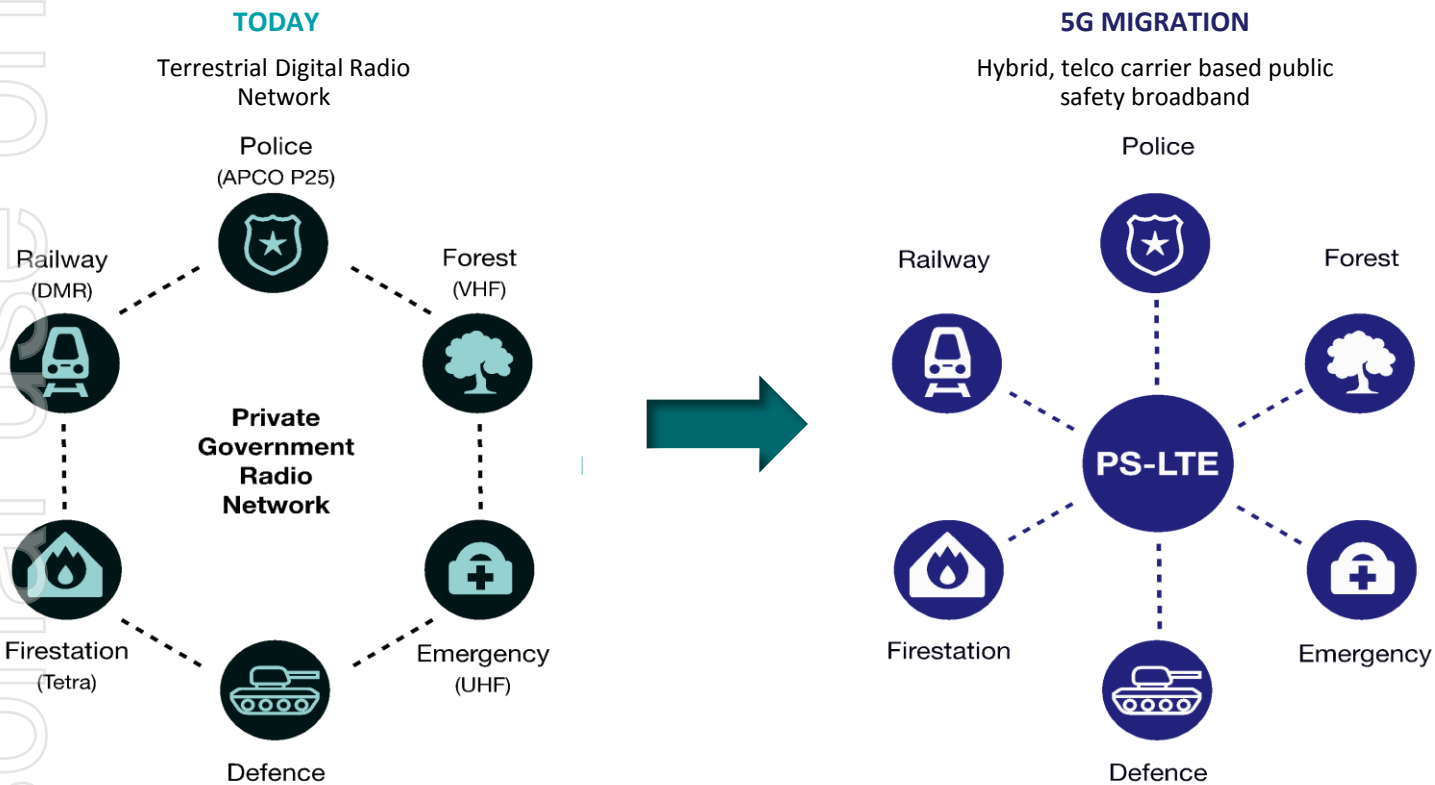 TODAY
Terrestrial Digital Radio
Network
Police
(APCO P25)
Railway
(DMR)
Forest
(VHF)
Private
Government
Radio
Network
Firestation
(Tetra)
Emergency
(UHF)
Defence
5G MIGRATION
Hybrid, telco carrier based public
safety broadband
Police
Railway
Forest
PS-LTE
Firestation
Emergency
Defence